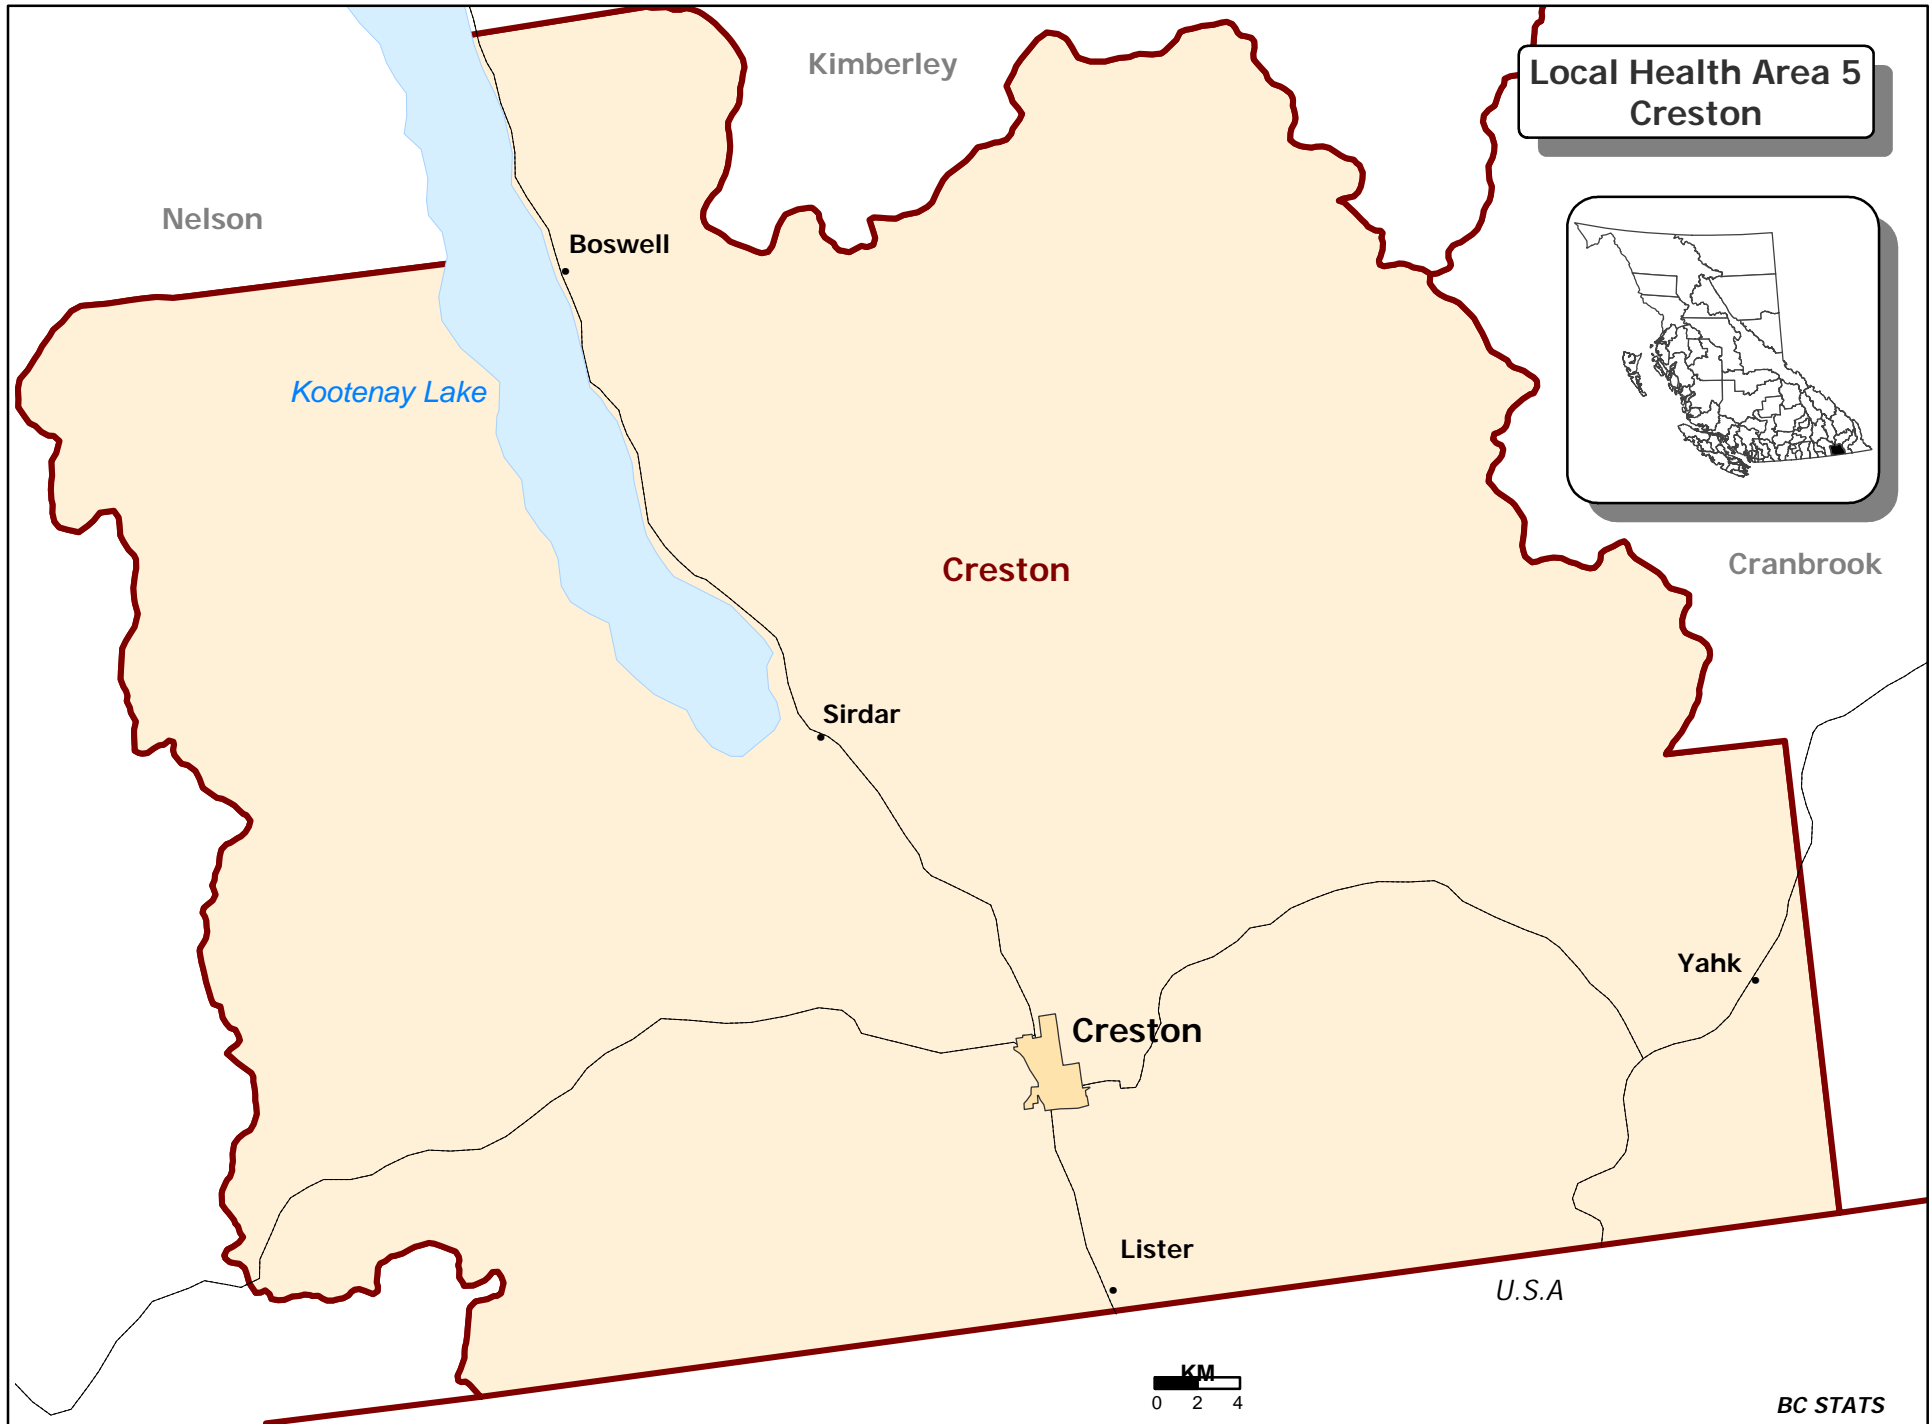 Kimberley
Local Health Area 5
Creston
Nelson
Boswell
Kootenay Lake
Creston
Cranbrook
Sirdar
Yahk
Creston
Lister
U.S.A
KM
0 2 4
BC STATS